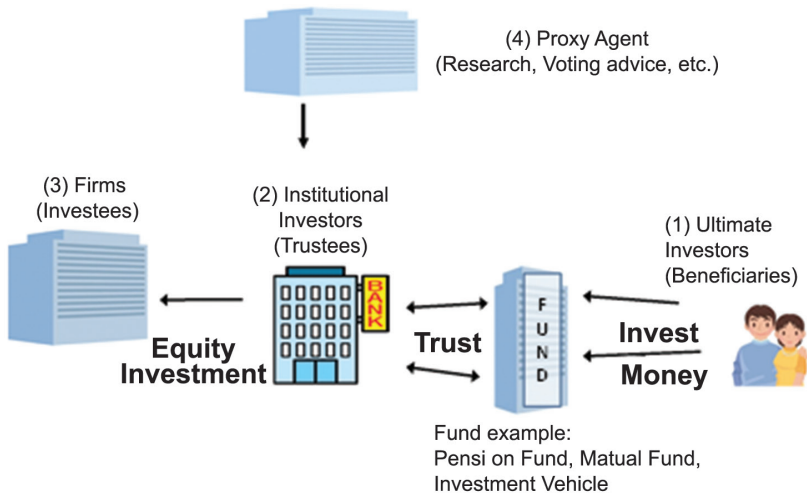 (4) Proxy Agent
(Research, Voting advice, etc.)
(3) Firms
(Investees)
(2) Institutional
Investors
(Trustees)
(1) Ultimate
Investors
(Beneficiaries)
BANK
FUND
Equity
Investment
Trust
Invest
Money
Fund example:
Pensi on Fund, Matual Fund,
Investment Vehicle